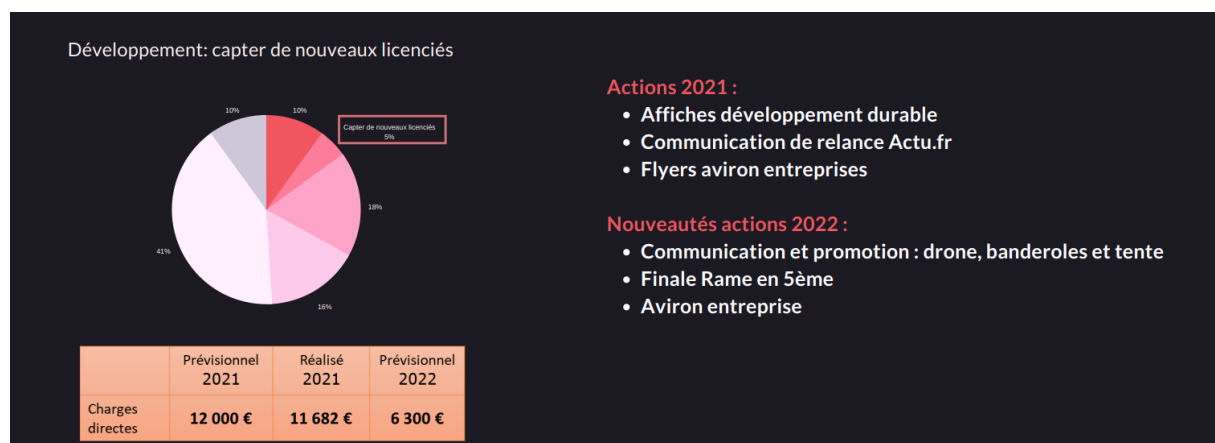 Développement: capter de nouveaux licenciés
10%
10%
Capter de nouveaux licenciés
5%
18%
41%
16%
Prévisionnel 2021
Réalisé 2021
Prévisionnel 2022
Charges directes
12 000 €
11 682 €
6 300 €
Actions 2021 :
• Affiches développement durable
• Communication de relance Actu.fr
• Flyers aviron entreprises
Nouveautés actions 2022 :
• Communication et promotion : drone, banderoles et tente
• Finale Rame en 5ème
• Aviron entreprise